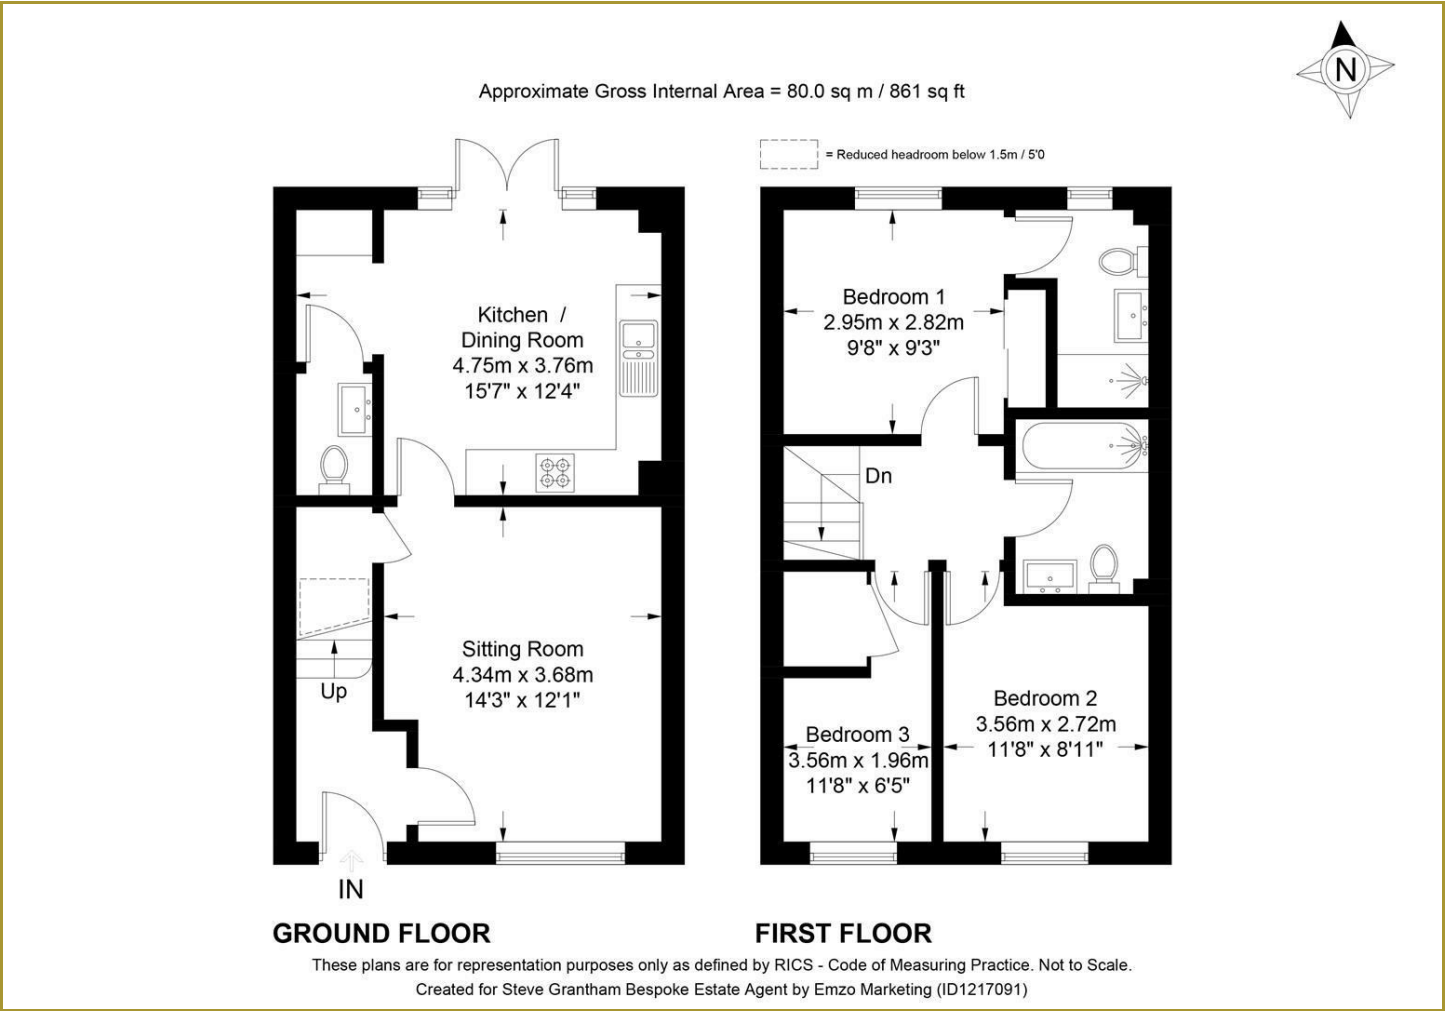 N
Approximate Gross Internal Area = 80.0 sq m / 861 sq ft
= Reduced headroom below 1.5m / 5'0
Kitchen /
Dining Room
4.75m x 3.76m
15'7" x 12'4"
Sitting Room
4.34m x 3.68m
14'3" x 12'1"
Up
IN
Bedroom 1
2.95m x 2.82m
9'8" x 9'3"
Dn
Bedroom 3
3.56m x 1.96m
11'8" x 6'5"
Bedroom 2
3.56m x 2.72m
11'8" x 8'11"
GROUND FLOOR
FIRST FLOOR
These plans are for representation purposes only as defined by RICS - Code of Measuring Practice. Not to Scale.
Created for Steve Grantham Bespoke Estate Agent by Emzo Marketing (ID1217091)